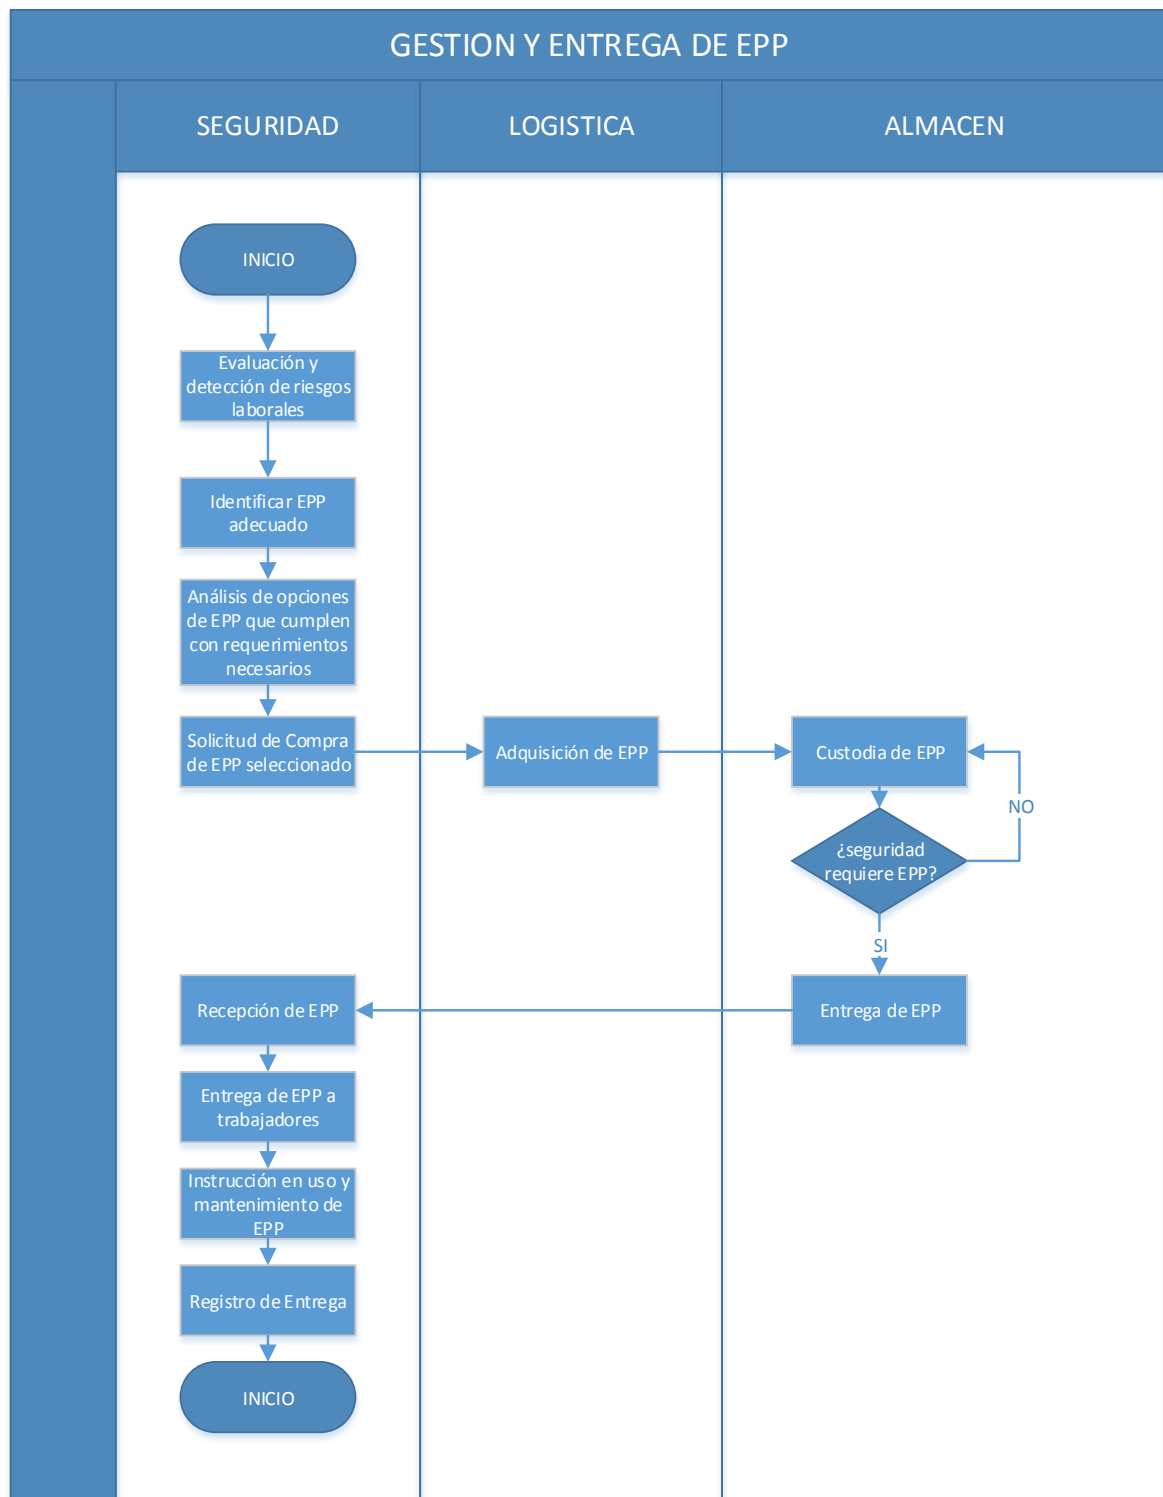 GESTION Y ENTREGA DE EPP
SEGURIDAD
LOGISTICA
ALMACEN
INICIO
Evaluación y
detección de riesgos
laborales
Identificar EPP
adecuado
Análisis de opciones
de EPP que cumplen
con requerimientos
necesarios
Solicitud de Compra
de EPP seleccionado
Adquisición de EPP
Custodia de EPP
NO
¿seguridad
requiere EPP?
SI
Recepción de EPP
Entrega de EPP
Entrega de EPP a
trabajadores
Instrucción en uso y
mantenimiento de
EPP
Registro de Entrega
INICIO